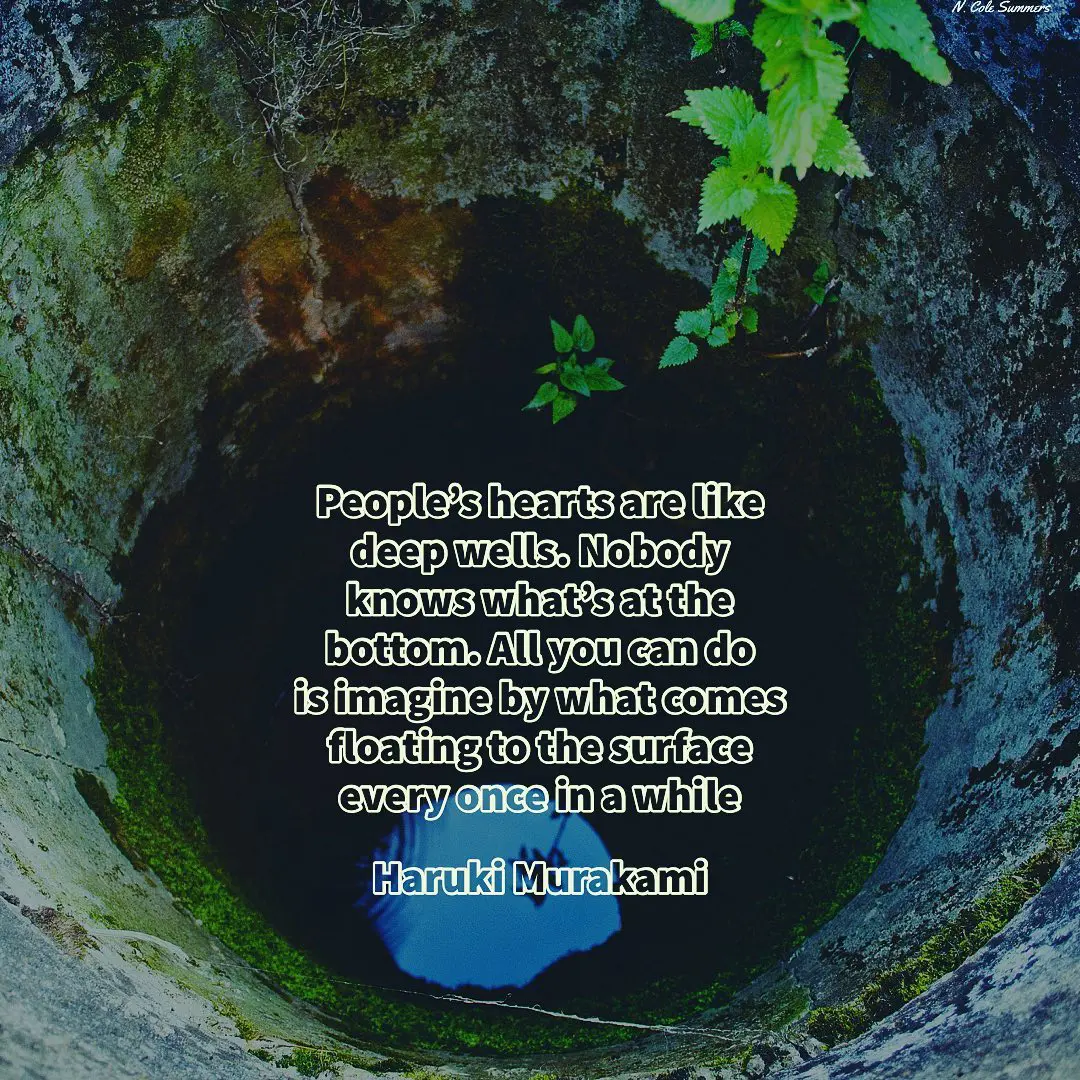 N. Cole Summers
People’s hearts are like
deep wells. Nobody
knows what’s at the
bottom. All you can do
is imagine by what comes
floating to the surface
every once in a while
Haruki Murakami